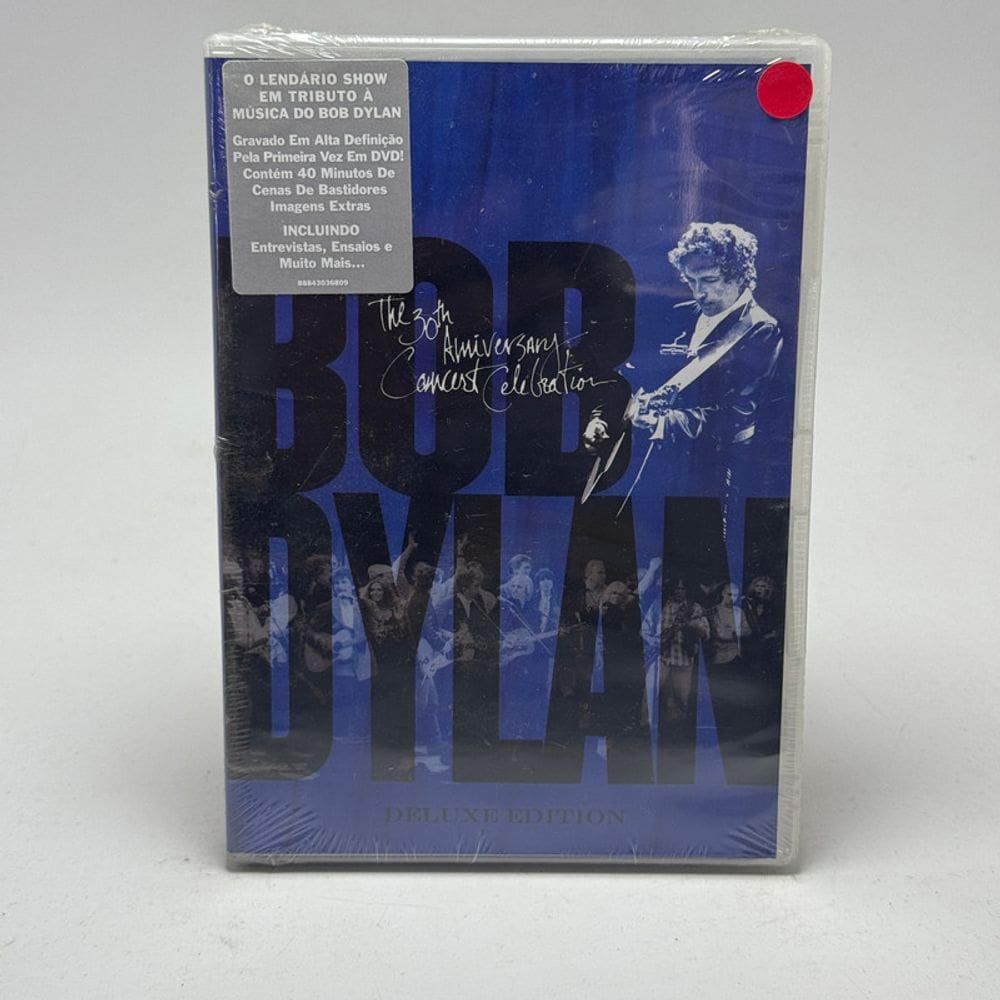 O LENDÁRIO SHOW
EM TRIBUTO À
MÚSICA DO BOB DYLAN
Gravado Em Alta Definição
Pela Primeira Vez Em DVD!
Contém 40 Minutos De
Cenas De Bastidores
Imagens Extras
INCLUINDO
Entrevistas, Ensaios e
Muito Mais...
88843036809
BOB
The 30th
Anniversary
Concert Celebration
DYLAN
DELUXE EDITION